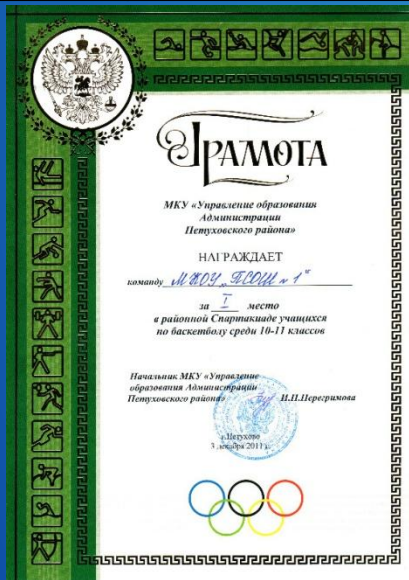 Грамота
МКУ «Управление образования
Администрации
Петуховского района»
НАГРАЖДАЕТ
команду МКОУ „ПСОШ № 1"
за I место
в районной Спартакиаде учащихся
по баскетболу среди 10-11 классов
Начальник МКУ «Управление
образования Администрации
Петуховского района» И.П.Перегримова
г.Петухово
3 декабря 2011 г.